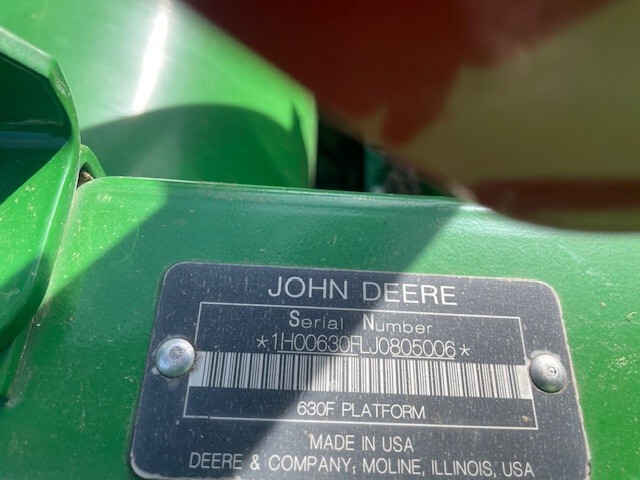 JOHN DEERE
Serial Number
*1H00630FLJ0805006*
630F PLATFORM
MADE IN USA
DEERE & COMPANY, MOLINE, ILLINOIS, USA